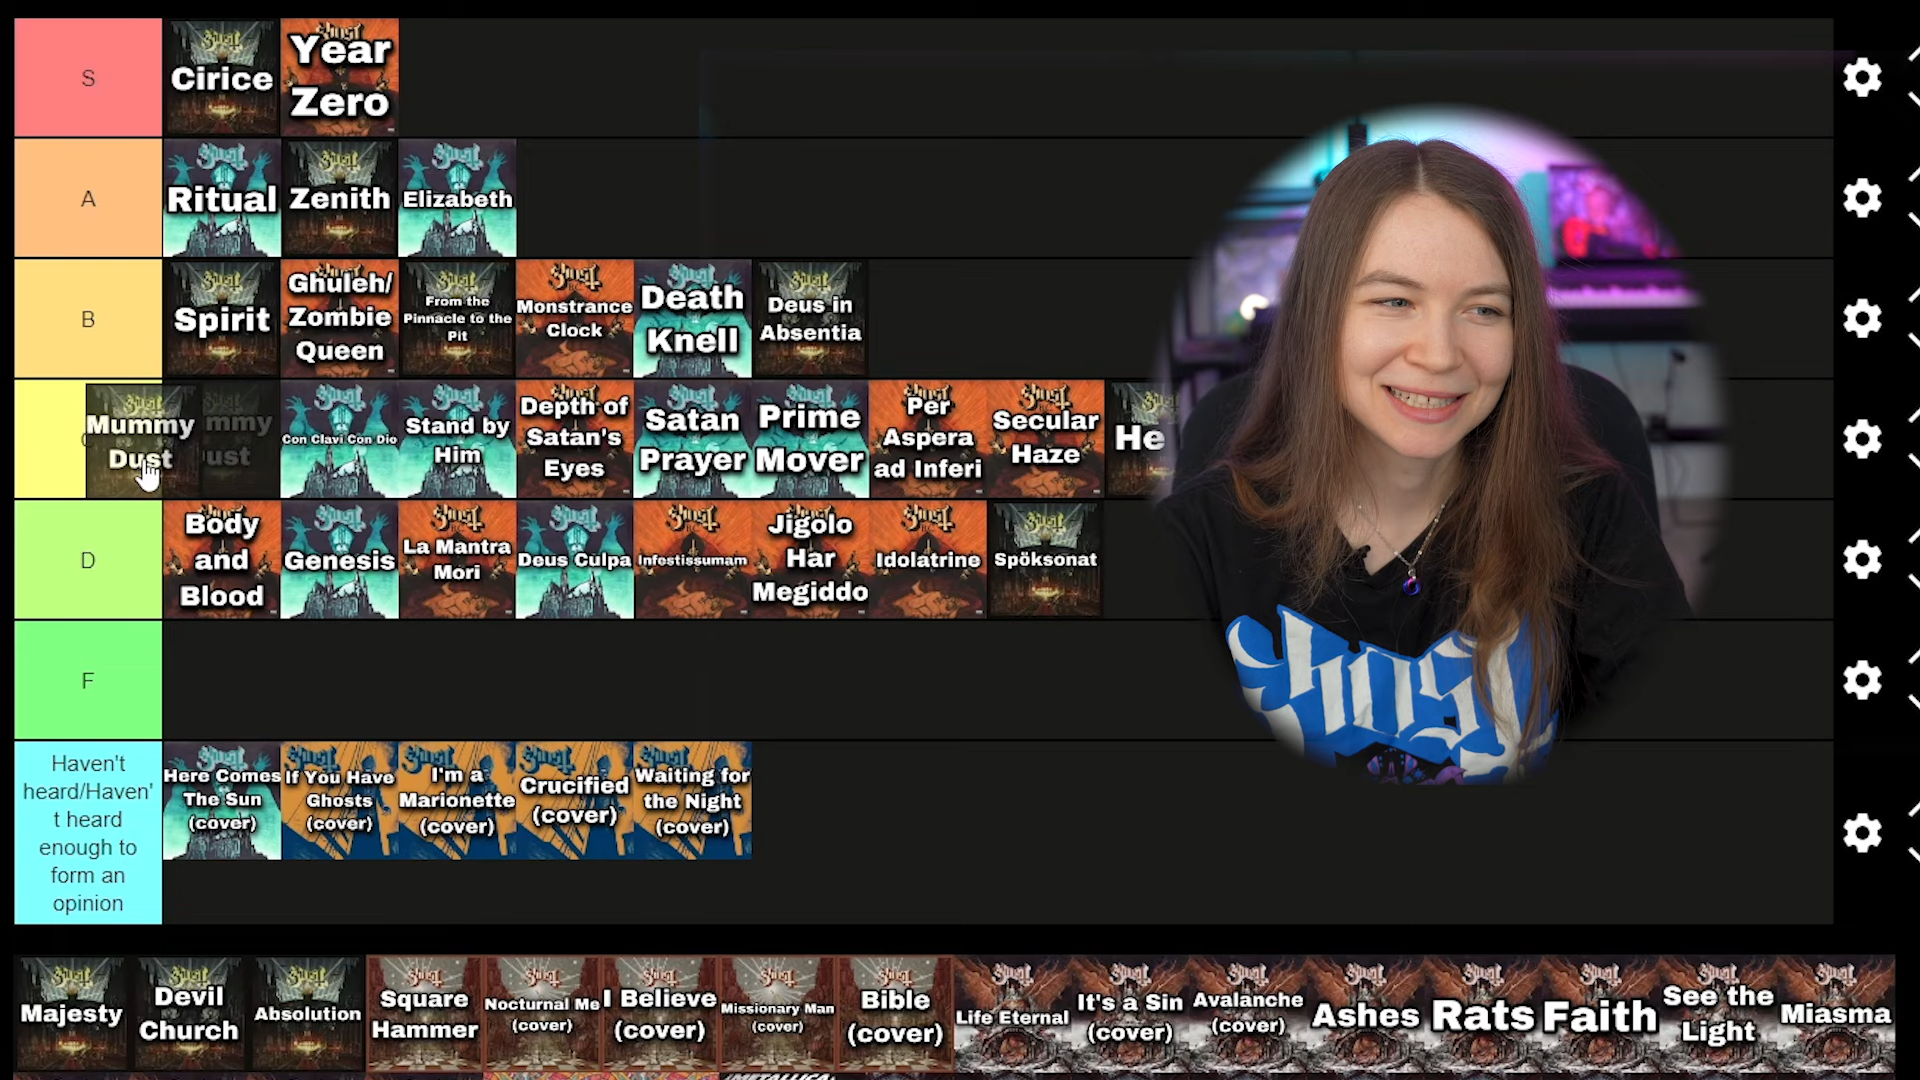 S
Cirice
Year
Zero
A
Ritual
Zenith
Elizabeth
B
Spirit
Ghuleh/
Zombie
Queen
From the
Pinnacle to the
Pit
Monstrance
Clock
Death
Knell
Deus in
Absentia
Mummy
Dust
Con Clavi Con Dio
Stand by
Him
Depth of
Satan's
Eyes
Satan
Prayer
Prime
Mover
Per
Aspera
ad Inferi
Secular
Haze
He
D
Body
and
Blood
Genesis
La Mantra
Mori
Deus Culpa
Infestissumam
Jigolo
Har
Megiddo
Idolatrine
Spöksonat
Ghost
F
Haven't
heard/Haven'
t heard
enough to
form an
opinion
Here Comes
The Sun
(cover)
If You Have
Ghosts
(cover)
I'm a
Marionette
(cover)
Crucified
(cover)
Waiting for
the Night
(cover)
Majesty
Devil
Church
Absolution
Square
Hammer
Nocturnal Me
(cover)
I Believe
(cover)
Missionary Man
(cover)
Bible
(cover)
Life Eternal
It's a Sin
(cover)
Avalanche
(cover)
Ashes
Rats
Faith
See the
Light
Miasma
METALLICA